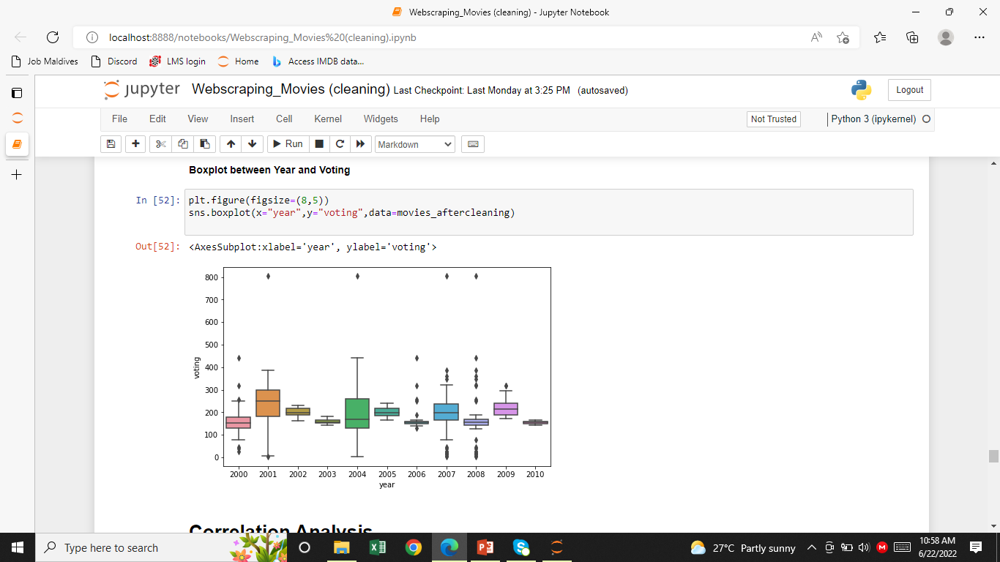 Webscraping_Movies (cleaning) - Jupyter Notebook
localhost:8888/notebooks/Webscraping_Movies%20(cleaning).ipynb
Job Maldives Discord LMS login Home Access IMDB data...
jupyter Webscraping_Movies (cleaning) Last Checkpoint: Last Monday at 3:25 PM (autosaved)
Logout
File Edit View Insert Cell Kernel Widgets Help
Not Trusted Python 3 (ipykernel)
Run Markdown
Boxplot between Year and Voting
In [52]: plt.figure(figsize=(8,5))
sns.boxplot(x="year",y="voting",data=movies_aftercleaning)
Out[52]: <AxesSubplot:xlabel='year', ylabel='voting'>
800
700
600
500
400
300
200
100
0
voting
2000 2001 2002 2003 2004 2005 2006 2007 2008 2009 2010
year
Correlation Analysis
Type here to search
27°C Partly sunny
10:58 AM
6/22/2022